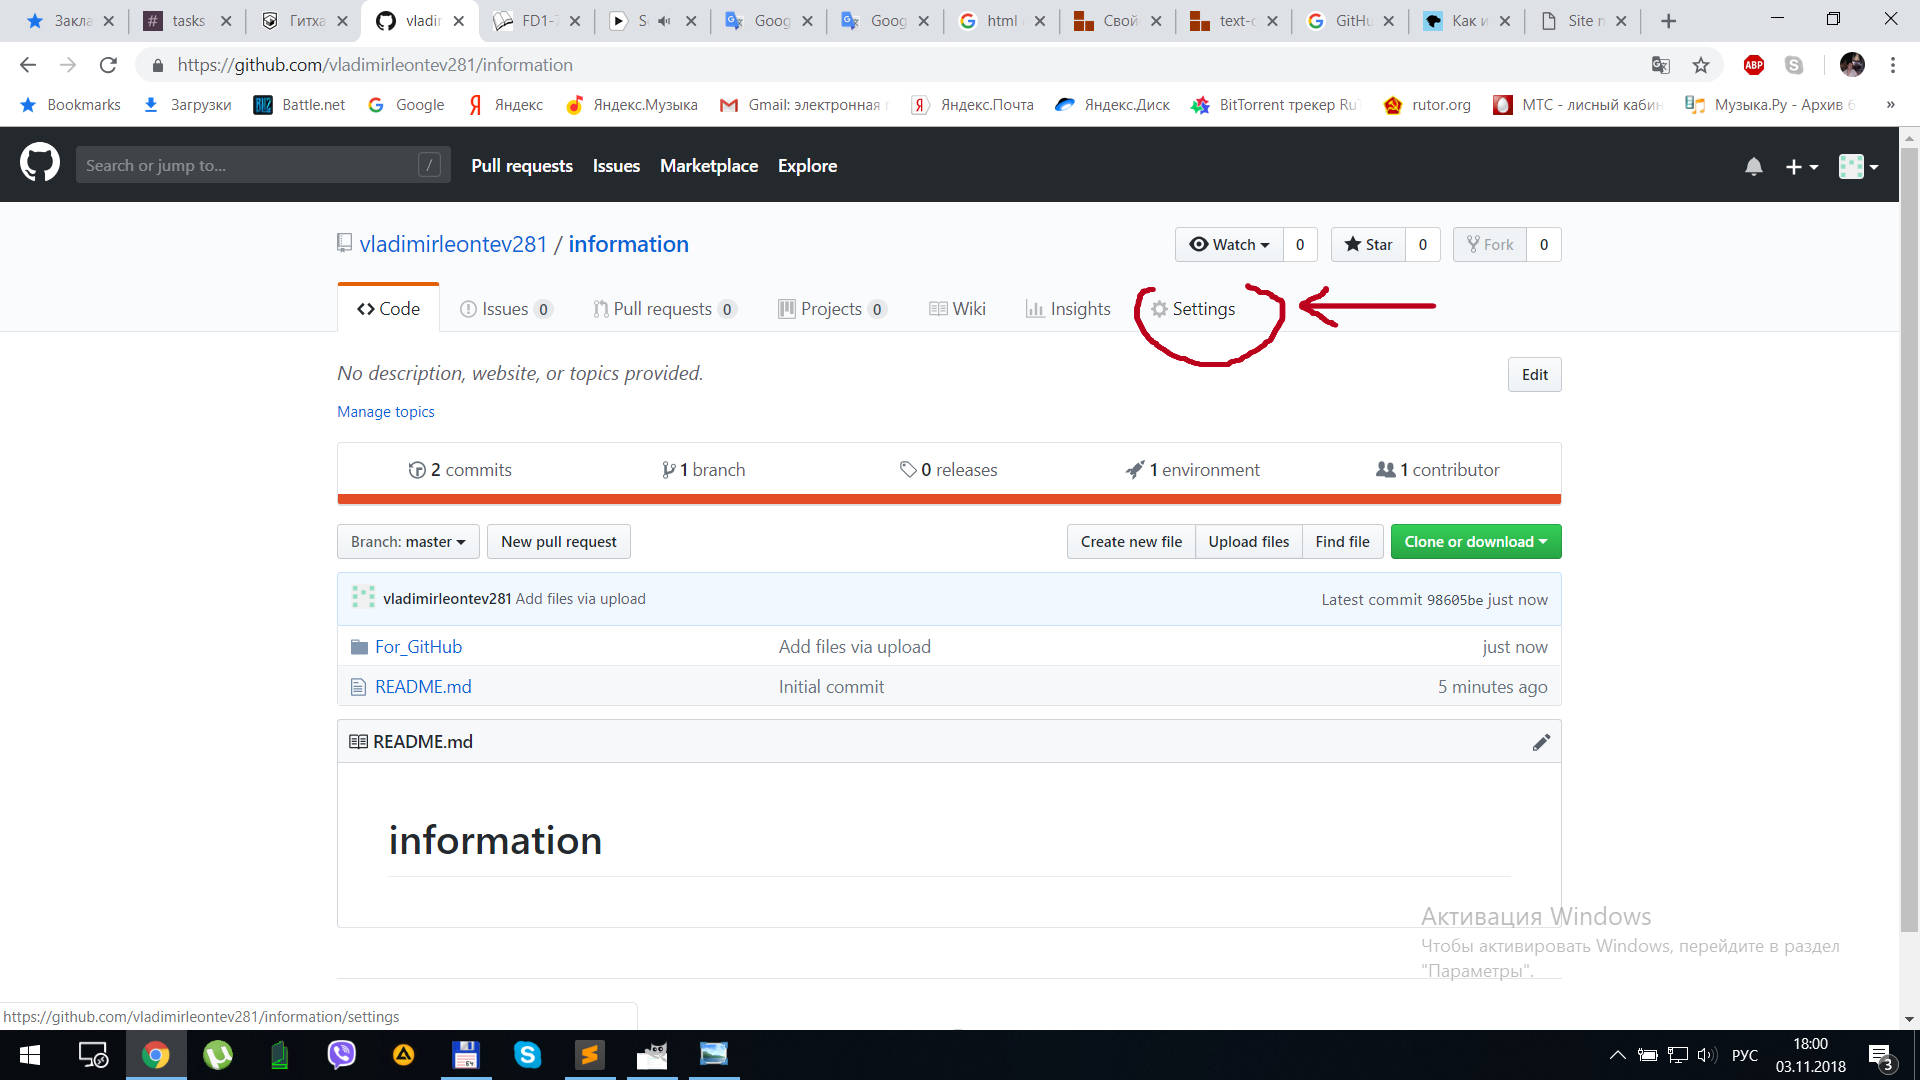 Закла
tasks
Гитха
vladir
FD1-
S
Goog
Goog
html
Свой
text-
GitHu
Как и
Site
https://github.com/vladimirleontev281/information
Bookmarks
Загрузки
Battle.net
Google
Яндекс
Яндекс.Музыка
Gmail: электронная
Яндекс.Почта
Яндекс.Диск
BitTorrent трекер Ru
rutor.org
МТС - лисный кабин
Музыка.Ру - Архив
»
Search or jump to...
/
Pull requests
Issues
Marketplace
Explore
vladimirleontev281 / information
Watch 0
Star 0
Fork 0
Code
Issues 0
Pull requests 0
Projects 0
Wiki
Insights
Settings
No description, website, or topics provided.
Edit
Manage topics
2 commits
1 branch
0 releases
1 environment
1 contributor
Branch: master
New pull request
Create new file
Upload files
Find file
Clone or download
vladimirleontev281 Add files via upload
Latest commit 98605be just now
For_GitHub
Add files via upload
just now
README.md
Initial commit
5 minutes ago
README.md
information
Активация Windows
Чтобы активировать Windows, перейдите в раздел
"Параметры".
https://github.com/vladimirleontev281/information/settings
РУС
18:00
03.11.2018
3